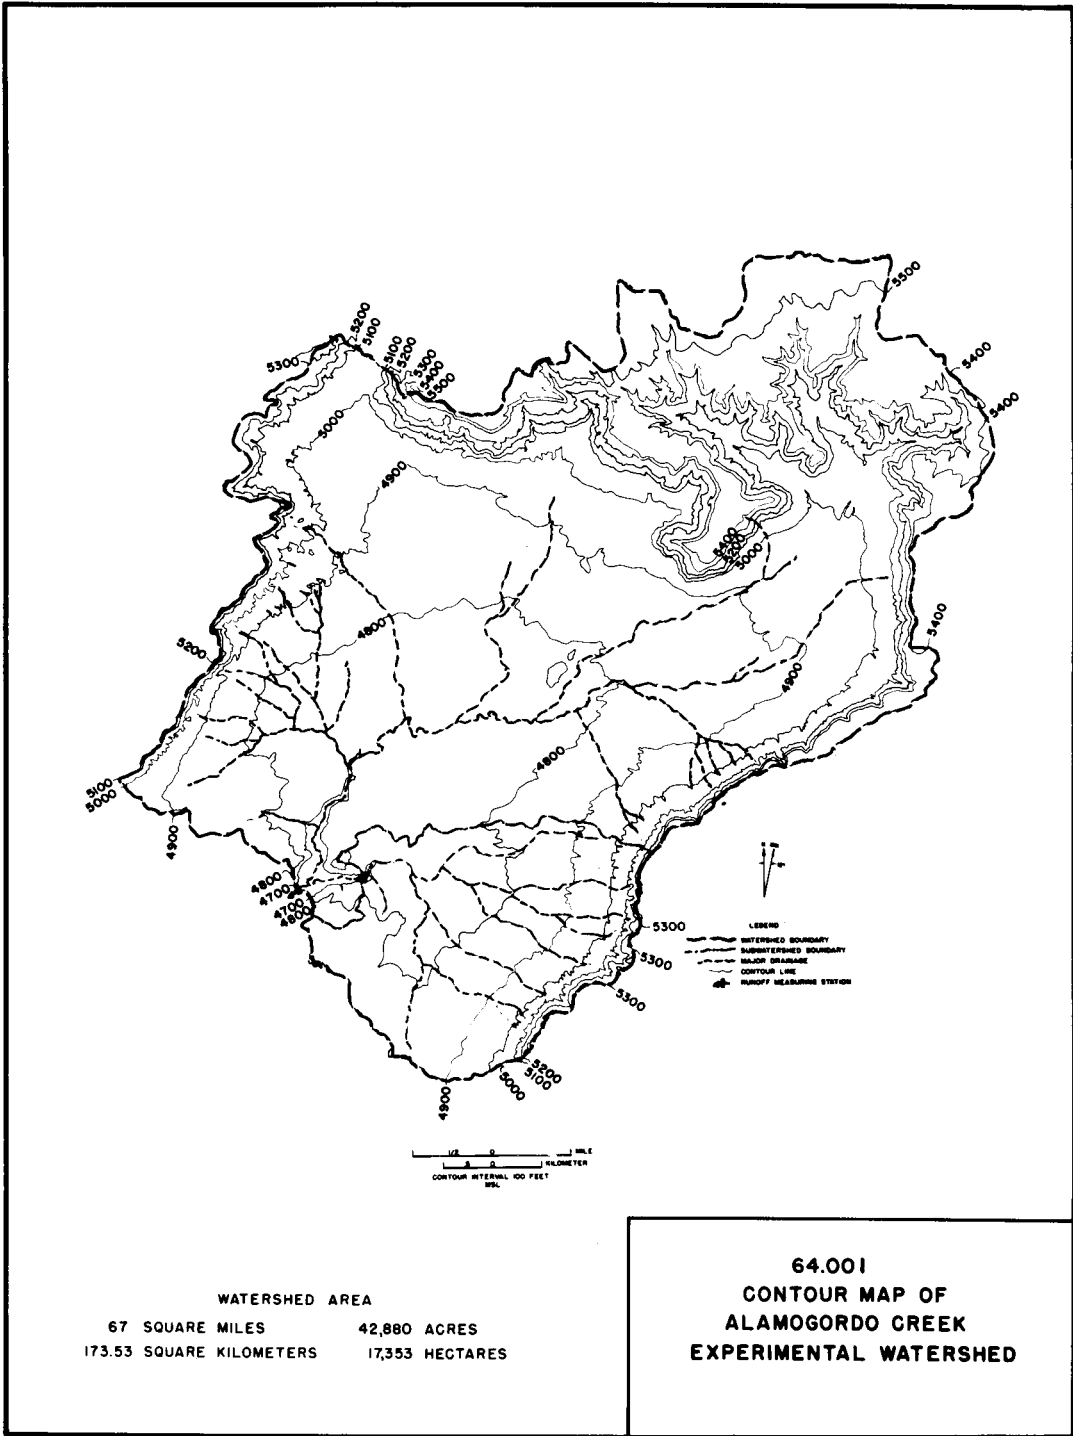 5500
5200
5100
5300
5100
5200
5300
5400
5500
5400
5400
5000
4900
5400
5200
5000
4800
5400
5200
4900
4800
5100
5000
4900
4800
4700
4700
4800
5300
5300
5300
5200
5100
5000
4900
LEGEND
WATERSHED BOUNDARY
SUBWATERSHED BOUNDARY
MAJOR DRAINAGE
CONTOUR LINE
RUNOFF MEASURING STATION
1/2 0 MILE
.5 0 KILOMETER
CONTOUR INTERVAL 100 FEET
MSL
WATERSHED AREA
67 SQUARE MILES 42,880 ACRES
173.53 SQUARE KILOMETERS 17,353 HECTARES
64.001
CONTOUR MAP OF
ALAMOGORDO CREEK
EXPERIMENTAL WATERSHED